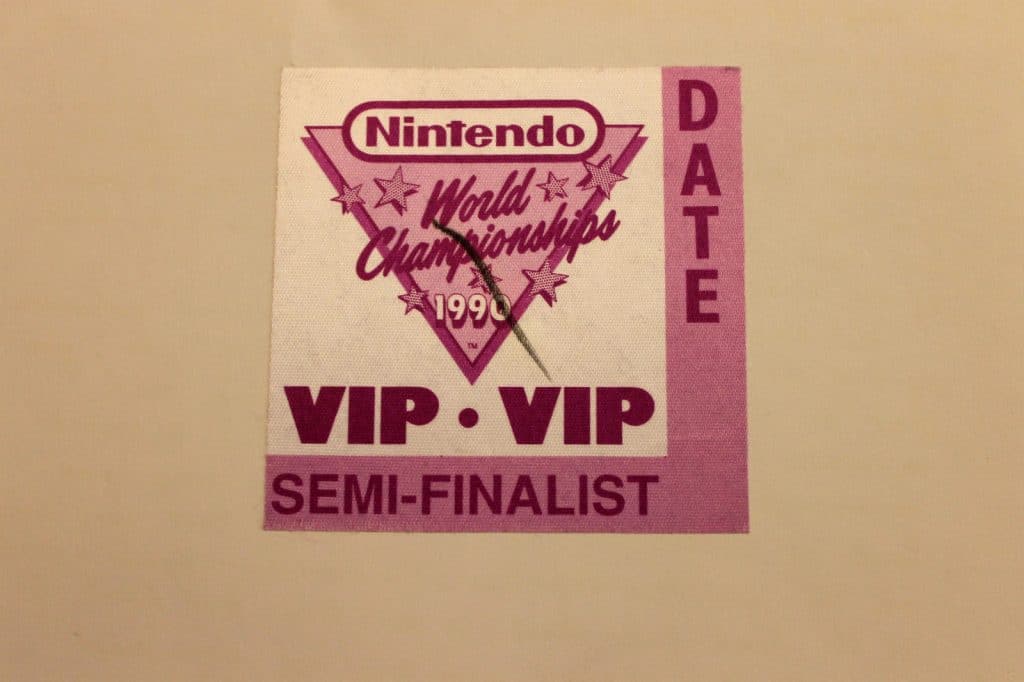 Nintendo
World
Championships
1990
TM
VIP • VIP
SEMI-FINALIST
DATE